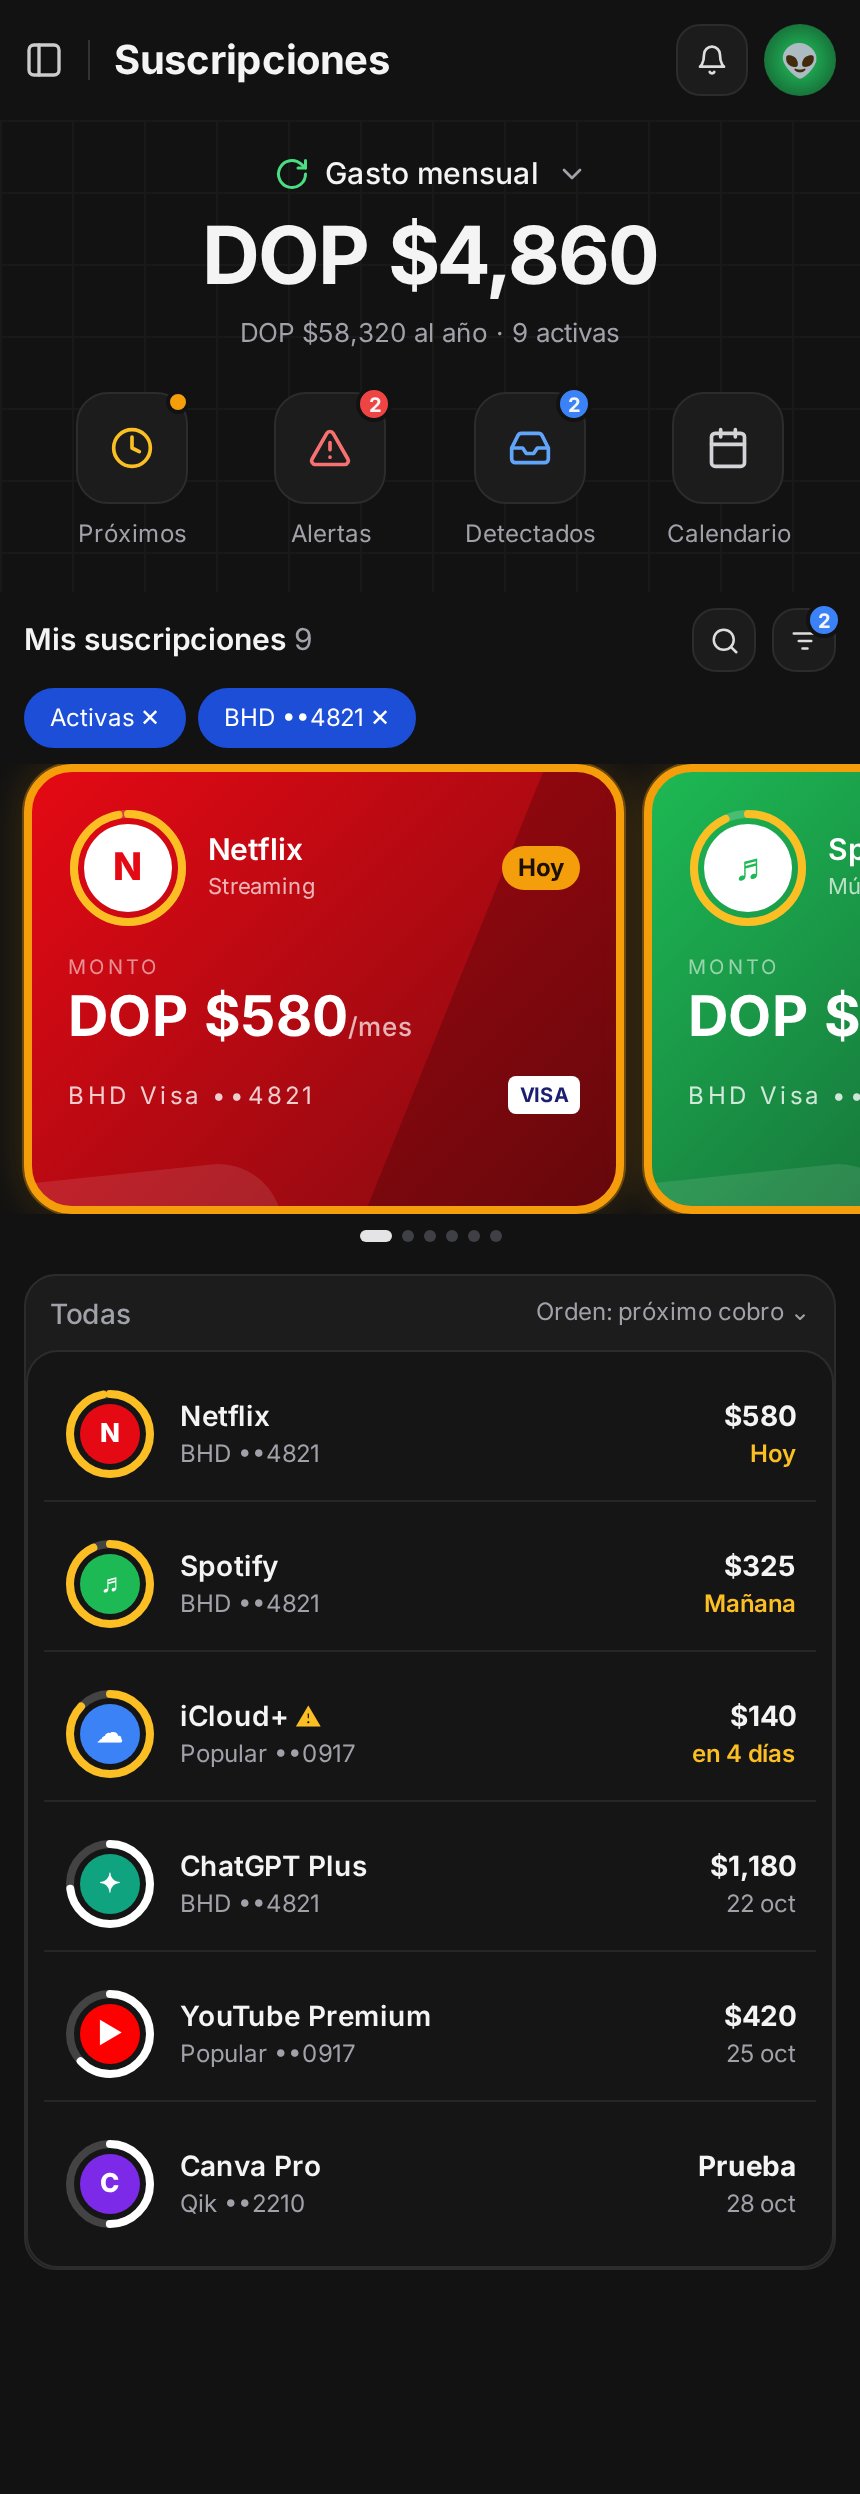 Suscripciones
Gasto mensual
DOP $4,860
DOP $58,320 al año · 9 activas
2
2
Próximos
Alertas
Detectados
Calendario
Mis suscripciones 9
2
Activas ✕
BHD ••4821 ✕
N
Netflix
Streaming
Hoy
MONTO
DOP $580/mes
BHD Visa ••4821
VISA
Sp
Mú
MONTO
DOP $
BHD Visa ••
Todas
Orden: próximo cobro
N
Netflix
BHD ••4821
$580
Hoy
Spotify
BHD ••4821
$325
Mañana
iCloud+
Popular ••0917
$140
en 4 días
ChatGPT Plus
BHD ••4821
$1,180
22 oct
YouTube Premium
Popular ••0917
$420
25 oct
C
Canva Pro
Qik ••2210
Prueba
28 oct